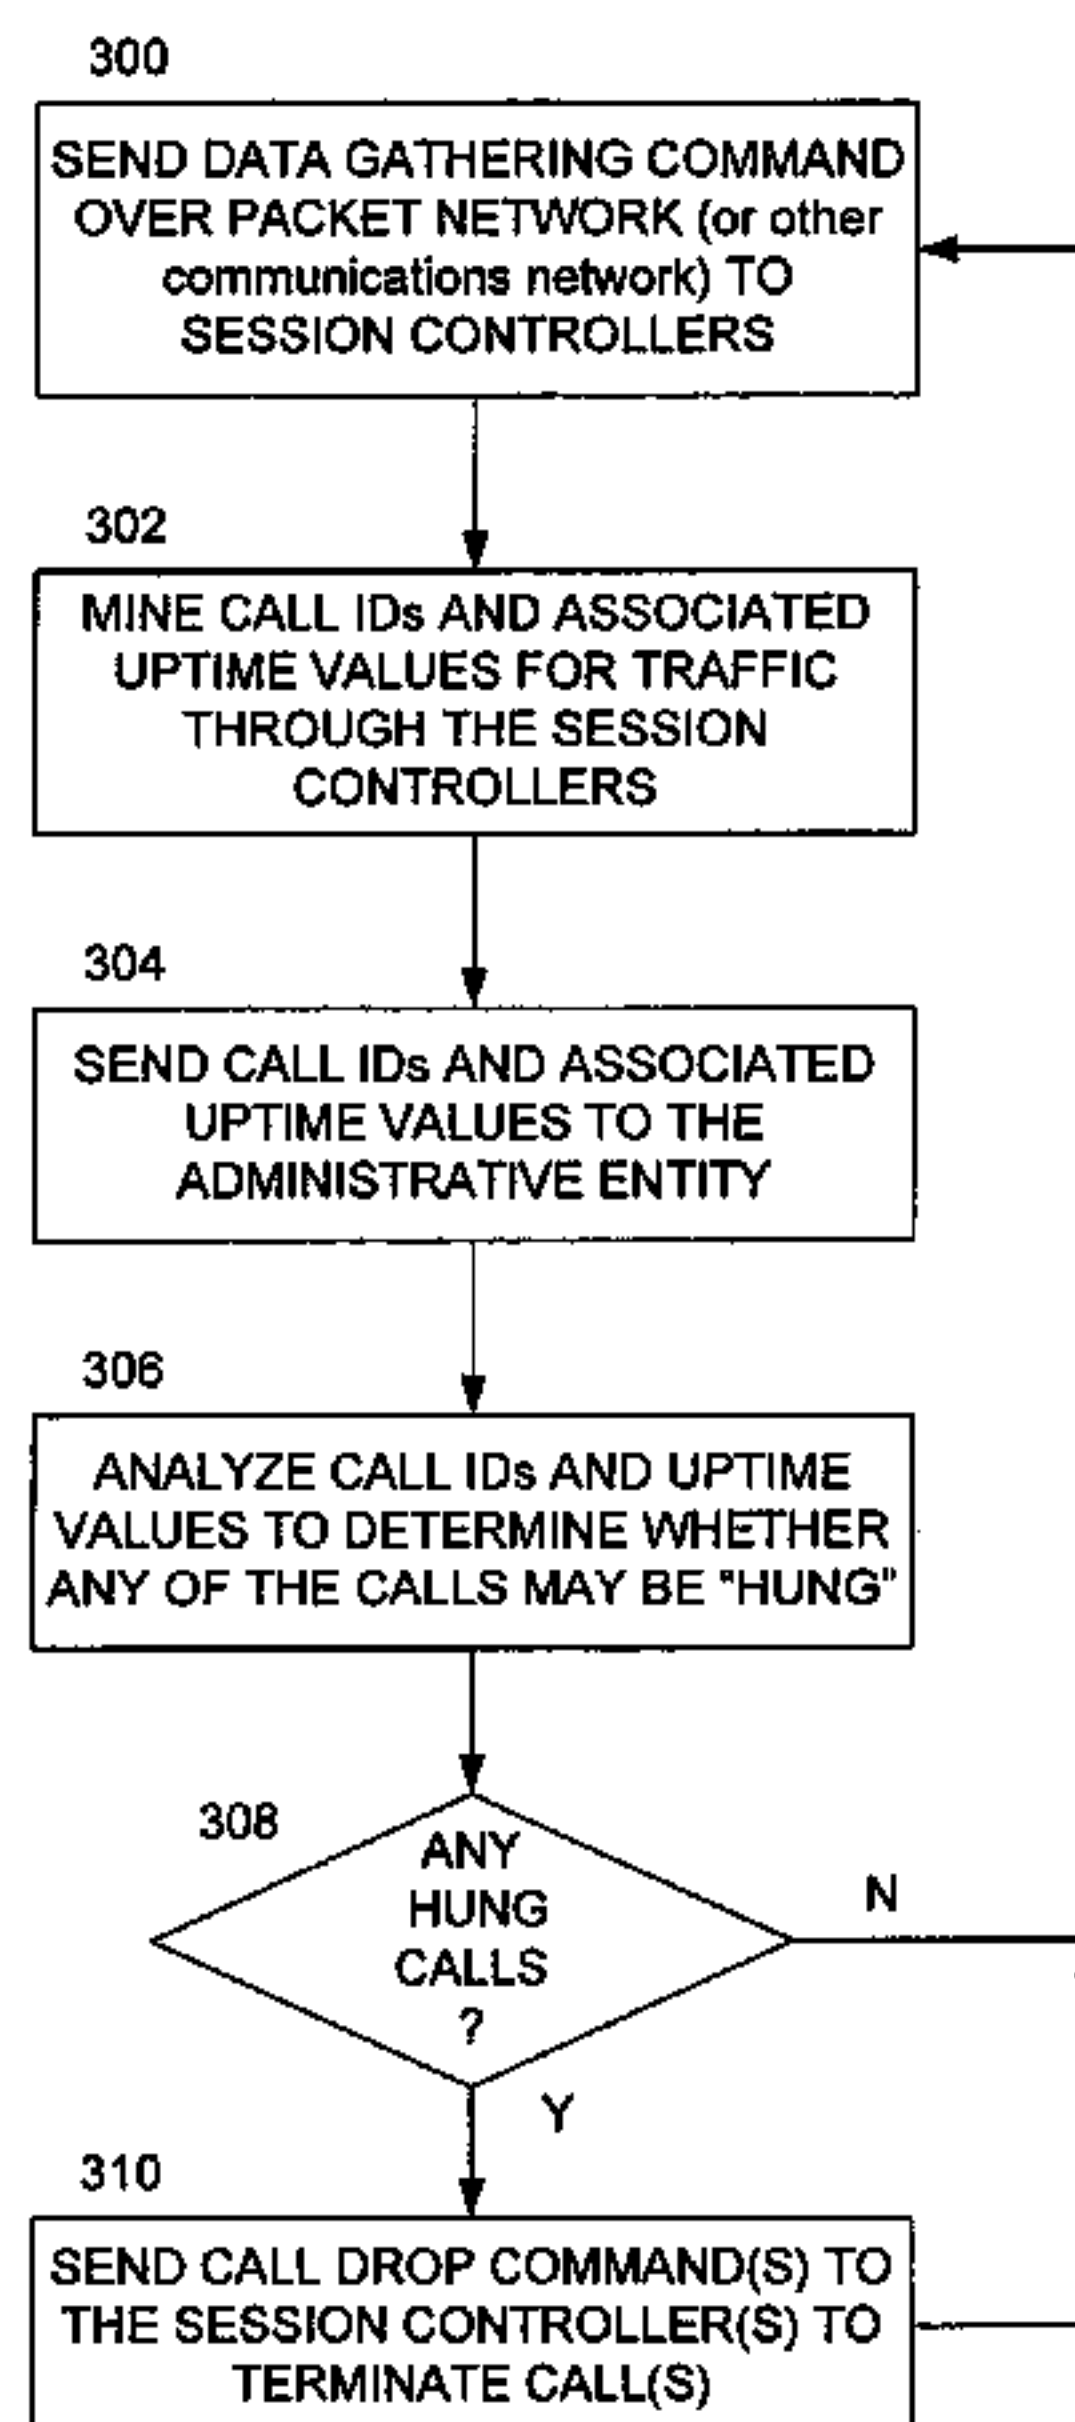 300
SEND DATA GATHERING COMMAND
OVER PACKET NETWORK (or other
communications network) TO
SESSION CONTROLLERS
302
MINE CALL IDs AND ASSOCIATED
UPTIME VALUES FOR TRAFFIC
THROUGH THE SESSION
CONTROLLERS
304
SEND CALL IDs AND ASSOCIATED
UPTIME VALUES TO THE
ADMINISTRATIVE ENTITY
306
ANALYZE CALL IDs AND UPTIME
VALUES TO DETERMINE WHETHER
ANY OF THE CALLS MAY BE "HUNG"
308
ANY
HUNG
CALLS
?
N
Y
310
SEND CALL DROP COMMAND(S) TO
THE SESSION CONTROLLER(S) TO
TERMINATE CALL(S)